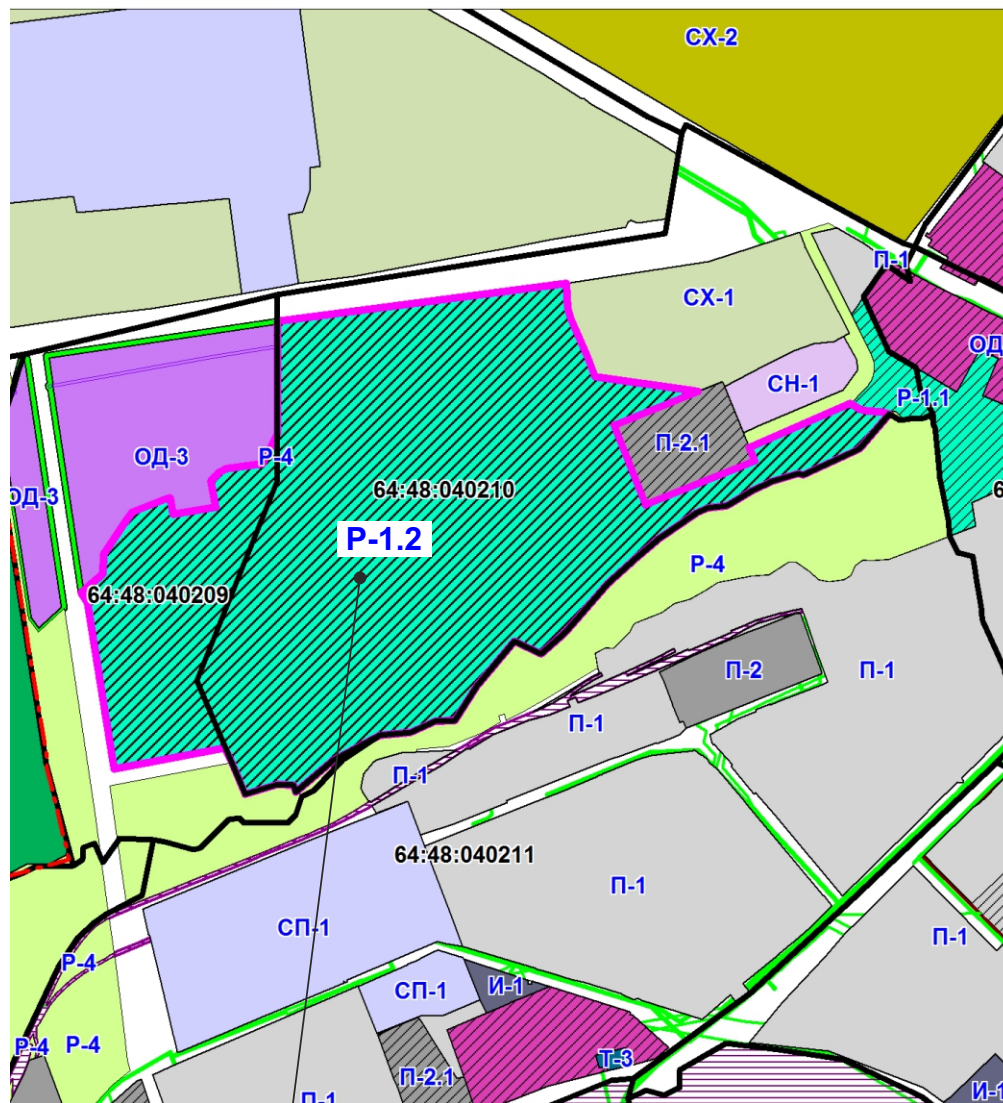 СХ-2
П-1
СХ-1
ОД
СН-1
Р-1.1
П-2.1
ОД-3
Р-4
64:48:040210
ОД-3
6
Р-1.2
Р-4
64:48:040209
П-2
П-1
П-1
П-1
64:48:040211
П-1
СП-1
П-1
Р-4
СП-1
И-1
Р-4
Р-4
Т-3
П-2.1
П-1
И-1